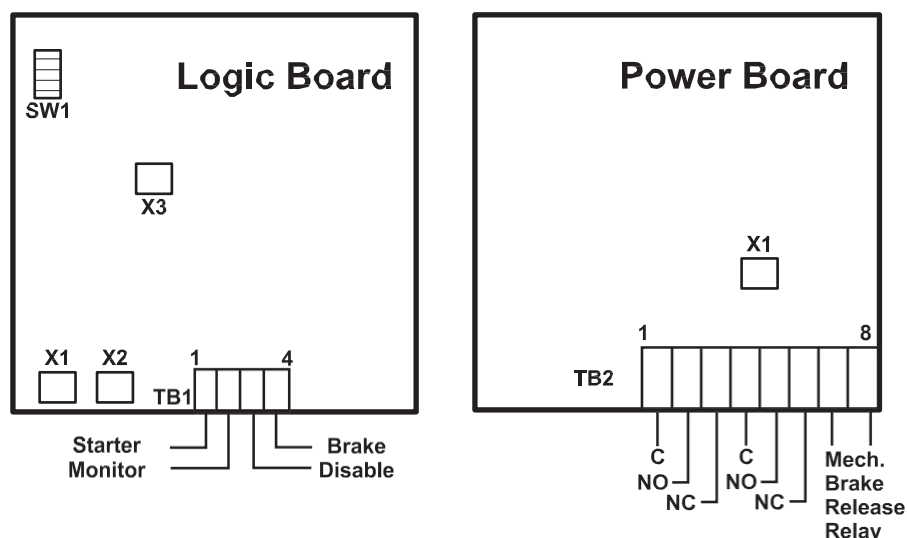 Logic Board
SW1
X3
X1 X2 1 4
TB1
Starter
Monitor
Brake
Disable
Power Board
X1
1 8
TB2
C
NO
NC
C
NO
NC
Mech.
Brake
Release
Relay